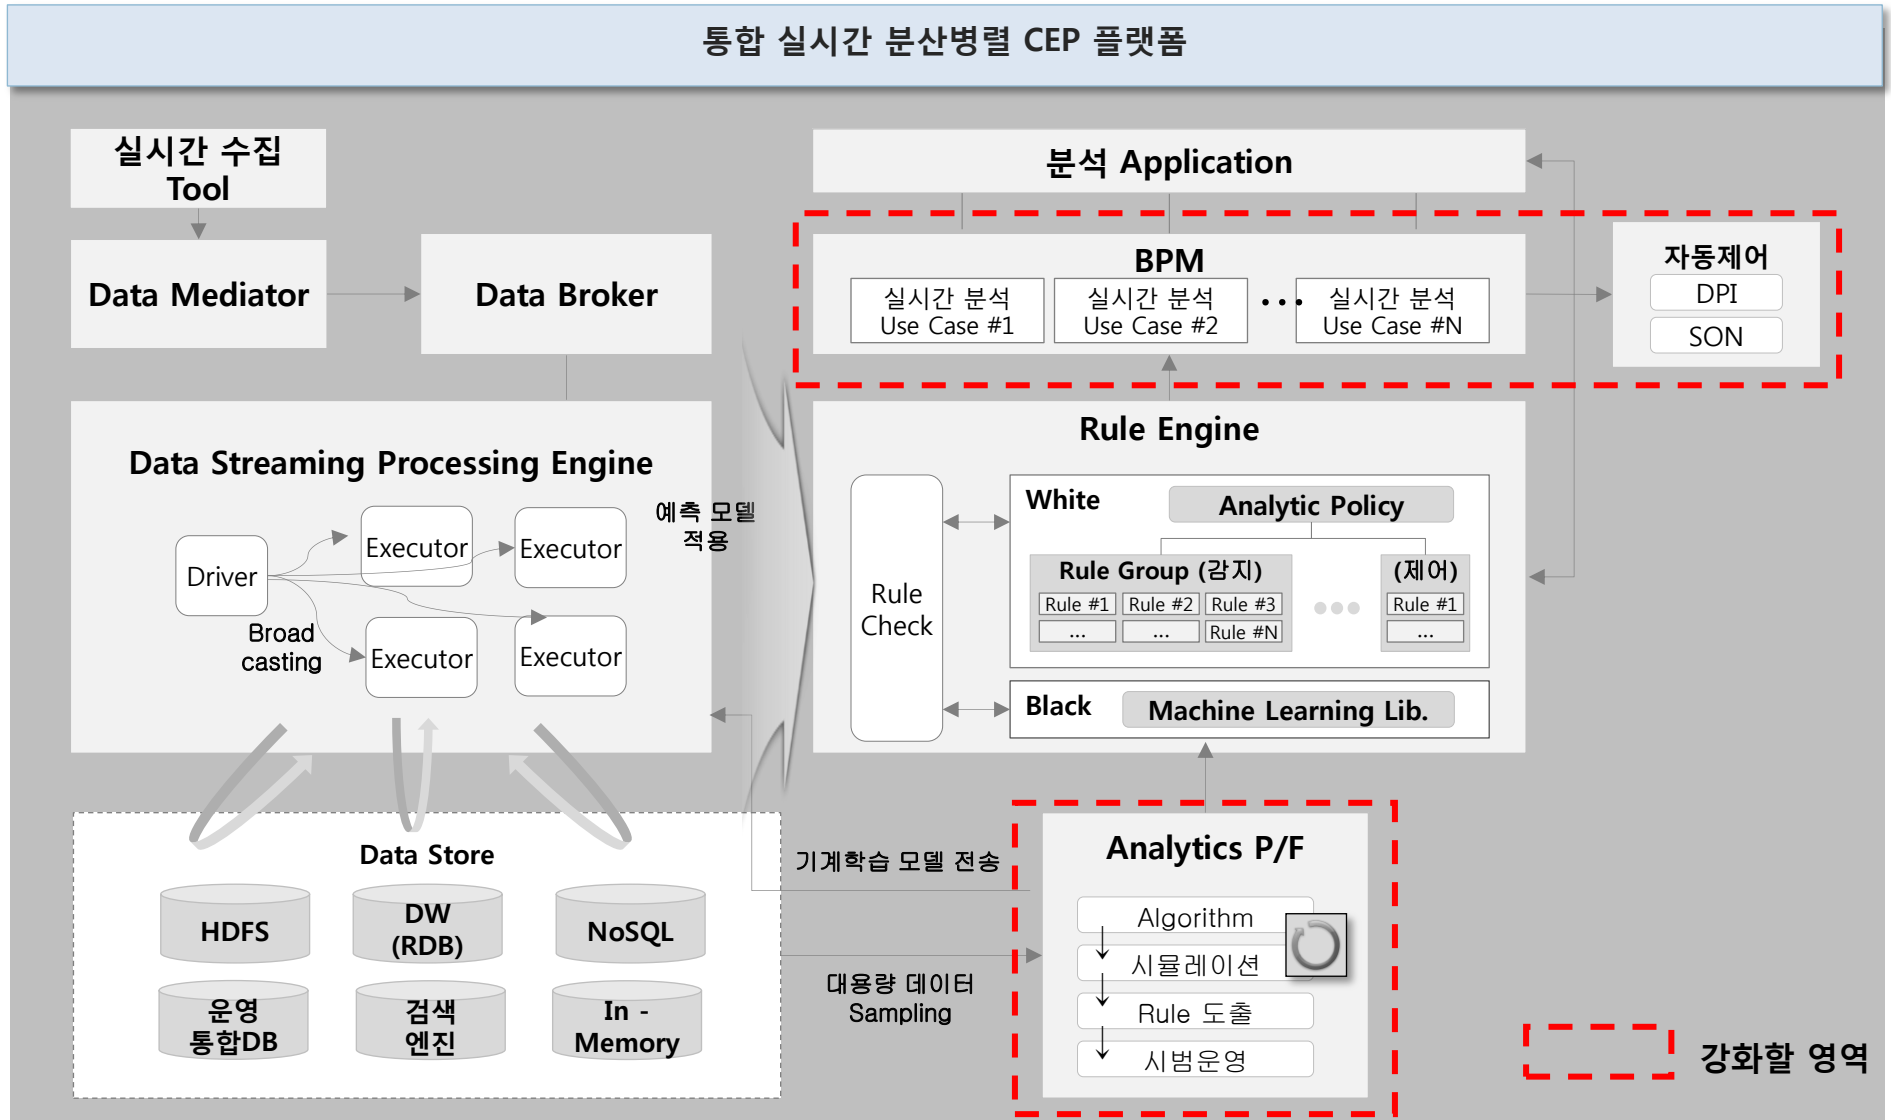 통합 실시간 분산병렬 CEP 플랫폼
실시간 수집
Tool
Data Mediator
Data Broker
Data Streaming Processing Engine
Driver
Executor
Executor
Executor
Executor
Broad
casting
예측 모델
적용
Data Store
HDFS
DW
(RDB)
NoSQL
운영
통합DB
검색
엔진
In -
Memory
분석 Application
BPM
실시간 분석
Use Case #1
실시간 분석
Use Case #2
...
실시간 분석
Use Case #N
자동제어
DPI
SON
Rule Engine
Rule
Check
White
Analytic Policy
Rule Group (감지)
Rule #1
Rule #2
Rule #3
...
...
Rule #N
(제어)
Rule #1
...
Black
Machine Learning Lib.
기계학습 모델 전송
대용량 데이터
Sampling
Analytics P/F
Algorithm
시뮬레이션
Rule 도출
시범운영
강화할 영역